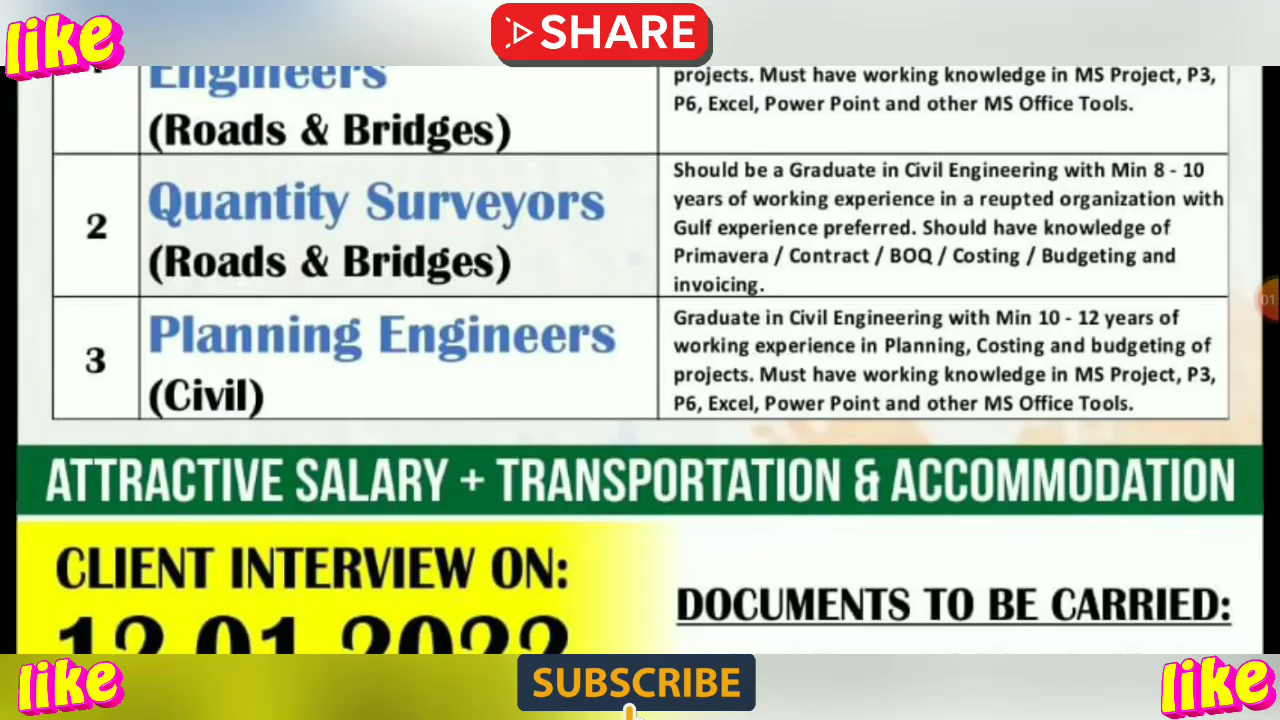 like
SHARE
Engineers
(Roads & Bridges)
projects. Must have working knowledge in MS Project, P3,
P6, Excel, Power Point and other MS Office Tools.
2
Quantity Surveyors
(Roads & Bridges)
Should be a Graduate in Civil Engineering with Min 8 - 10
years of working experience in a reupted organization with
Gulf experience preferred. Should have knowledge of
Primavera / Contract / BOQ / Costing / Budgeting and
invoicing.
01
3
Planning Engineers
(Civil)
Graduate in Civil Engineering with Min 10 - 12 years of
working experience in Planning, Costing and budgeting of
projects. Must have working knowledge in MS Project, P3,
P6, Excel, Power Point and other MS Office Tools.
ATTRACTIVE SALARY + TRANSPORTATION & ACCOMMODATION
CLIENT INTERVIEW ON:
12.01.2022
DOCUMENTS TO BE CARRIED:
like
SUBSCRIBE
like